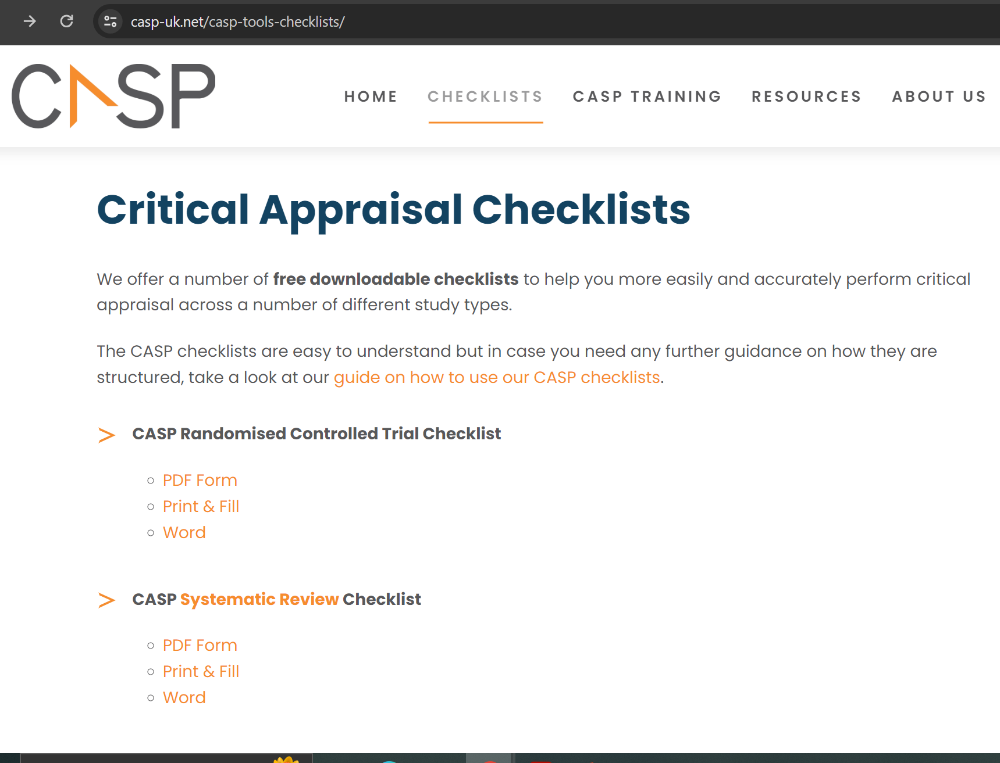 casp-uk.net/casp-tools-checklists/
CASP
HOME CHECKLISTS CASP TRAINING RESOURCES ABOUT US
Critical Appraisal Checklists
We offer a number of free downloadable checklists to help you more easily and accurately perform critical
appraisal across a number of different study types.
The CASP checklists are easy to understand but in case you need any further guidance on how they are
structured, take a look at our guide on how to use our CASP checklists.
CASP Randomised Controlled Trial Checklist
PDF Form
Print & Fill
Word
CASP Systematic Review Checklist
PDF Form
Print & Fill
Word